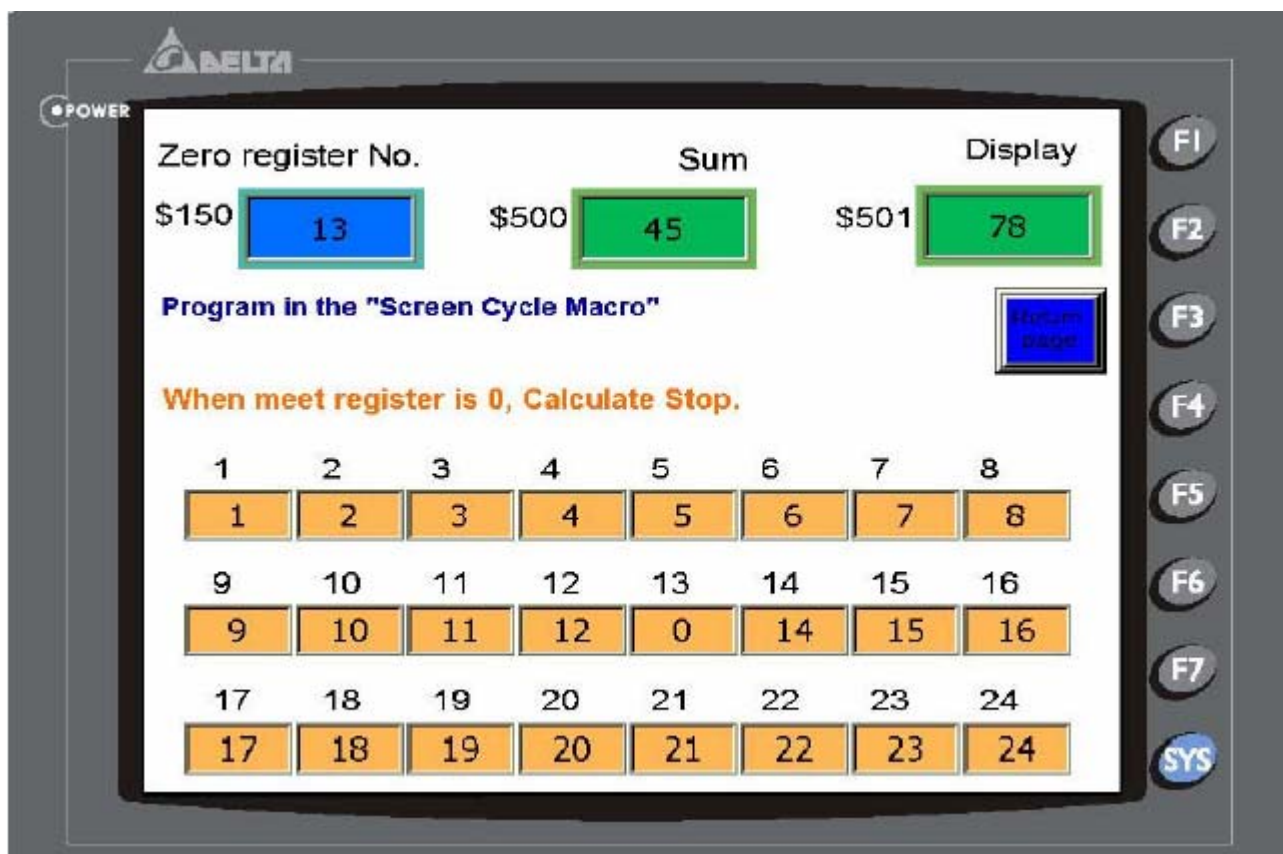 DELTA
POWER
Zero register No. Sum Display
$150 13 $500 45 $501 78
Program in the "Screen Cycle Macro"
Return
page
When meet register is 0, Calculate Stop.
1 2 3 4 5 6 7 8
1 2 3 4 5 6 7 8
9 10 11 12 13 14 15 16
9 10 11 12 0 14 15 16
17 18 19 20 21 22 23 24
17 18 19 20 21 22 23 24
F1
F2
F3
F4
F5
F6
F7
SYS